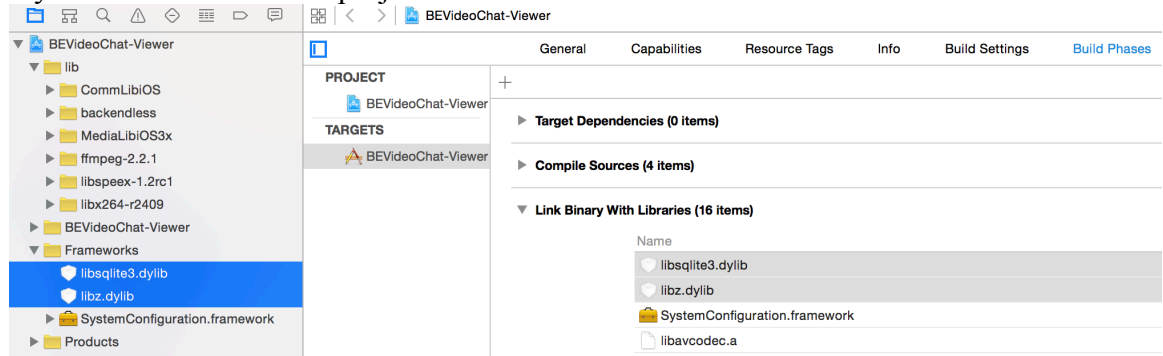 BEVideoChat-Viewer
BEVideoChat-Viewer
lib
CommLibiOS
backendless
MediaLibiOS3x
ffmpeg-2.2.1
libspeex-1.2rc1
libx264-r2409
BEVideoChat-Viewer
Frameworks
libsqlite3.dylib
libz.dylib
SystemConfiguration.framework
Products
General Capabilities Resource Tags Info Build Settings Build Phases
PROJECT
BEVideoChat-Viewer
TARGETS
BEVideoChat-Viewer
Target Dependencies (0 items)
Compile Sources (4 items)
Link Binary With Libraries (16 items)
Name
libsqlite3.dylib
libz.dylib
SystemConfiguration.framework
libavcodec.a